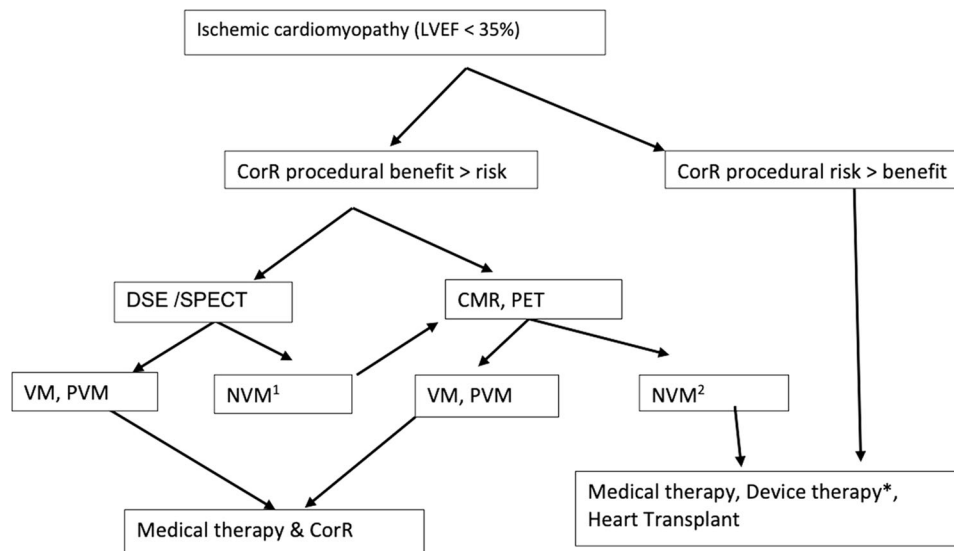 Ischemic cardiomyopathy (LVEF < 35%)
CorR procedural benefit > risk
CorR procedural risk > benefit
DSE /SPECT
CMR, PET
VM, PVM
NVM¹
VM, PVM
NVM²
Medical therapy, Device therapy*,
Heart Transplant
Medical therapy & CorR